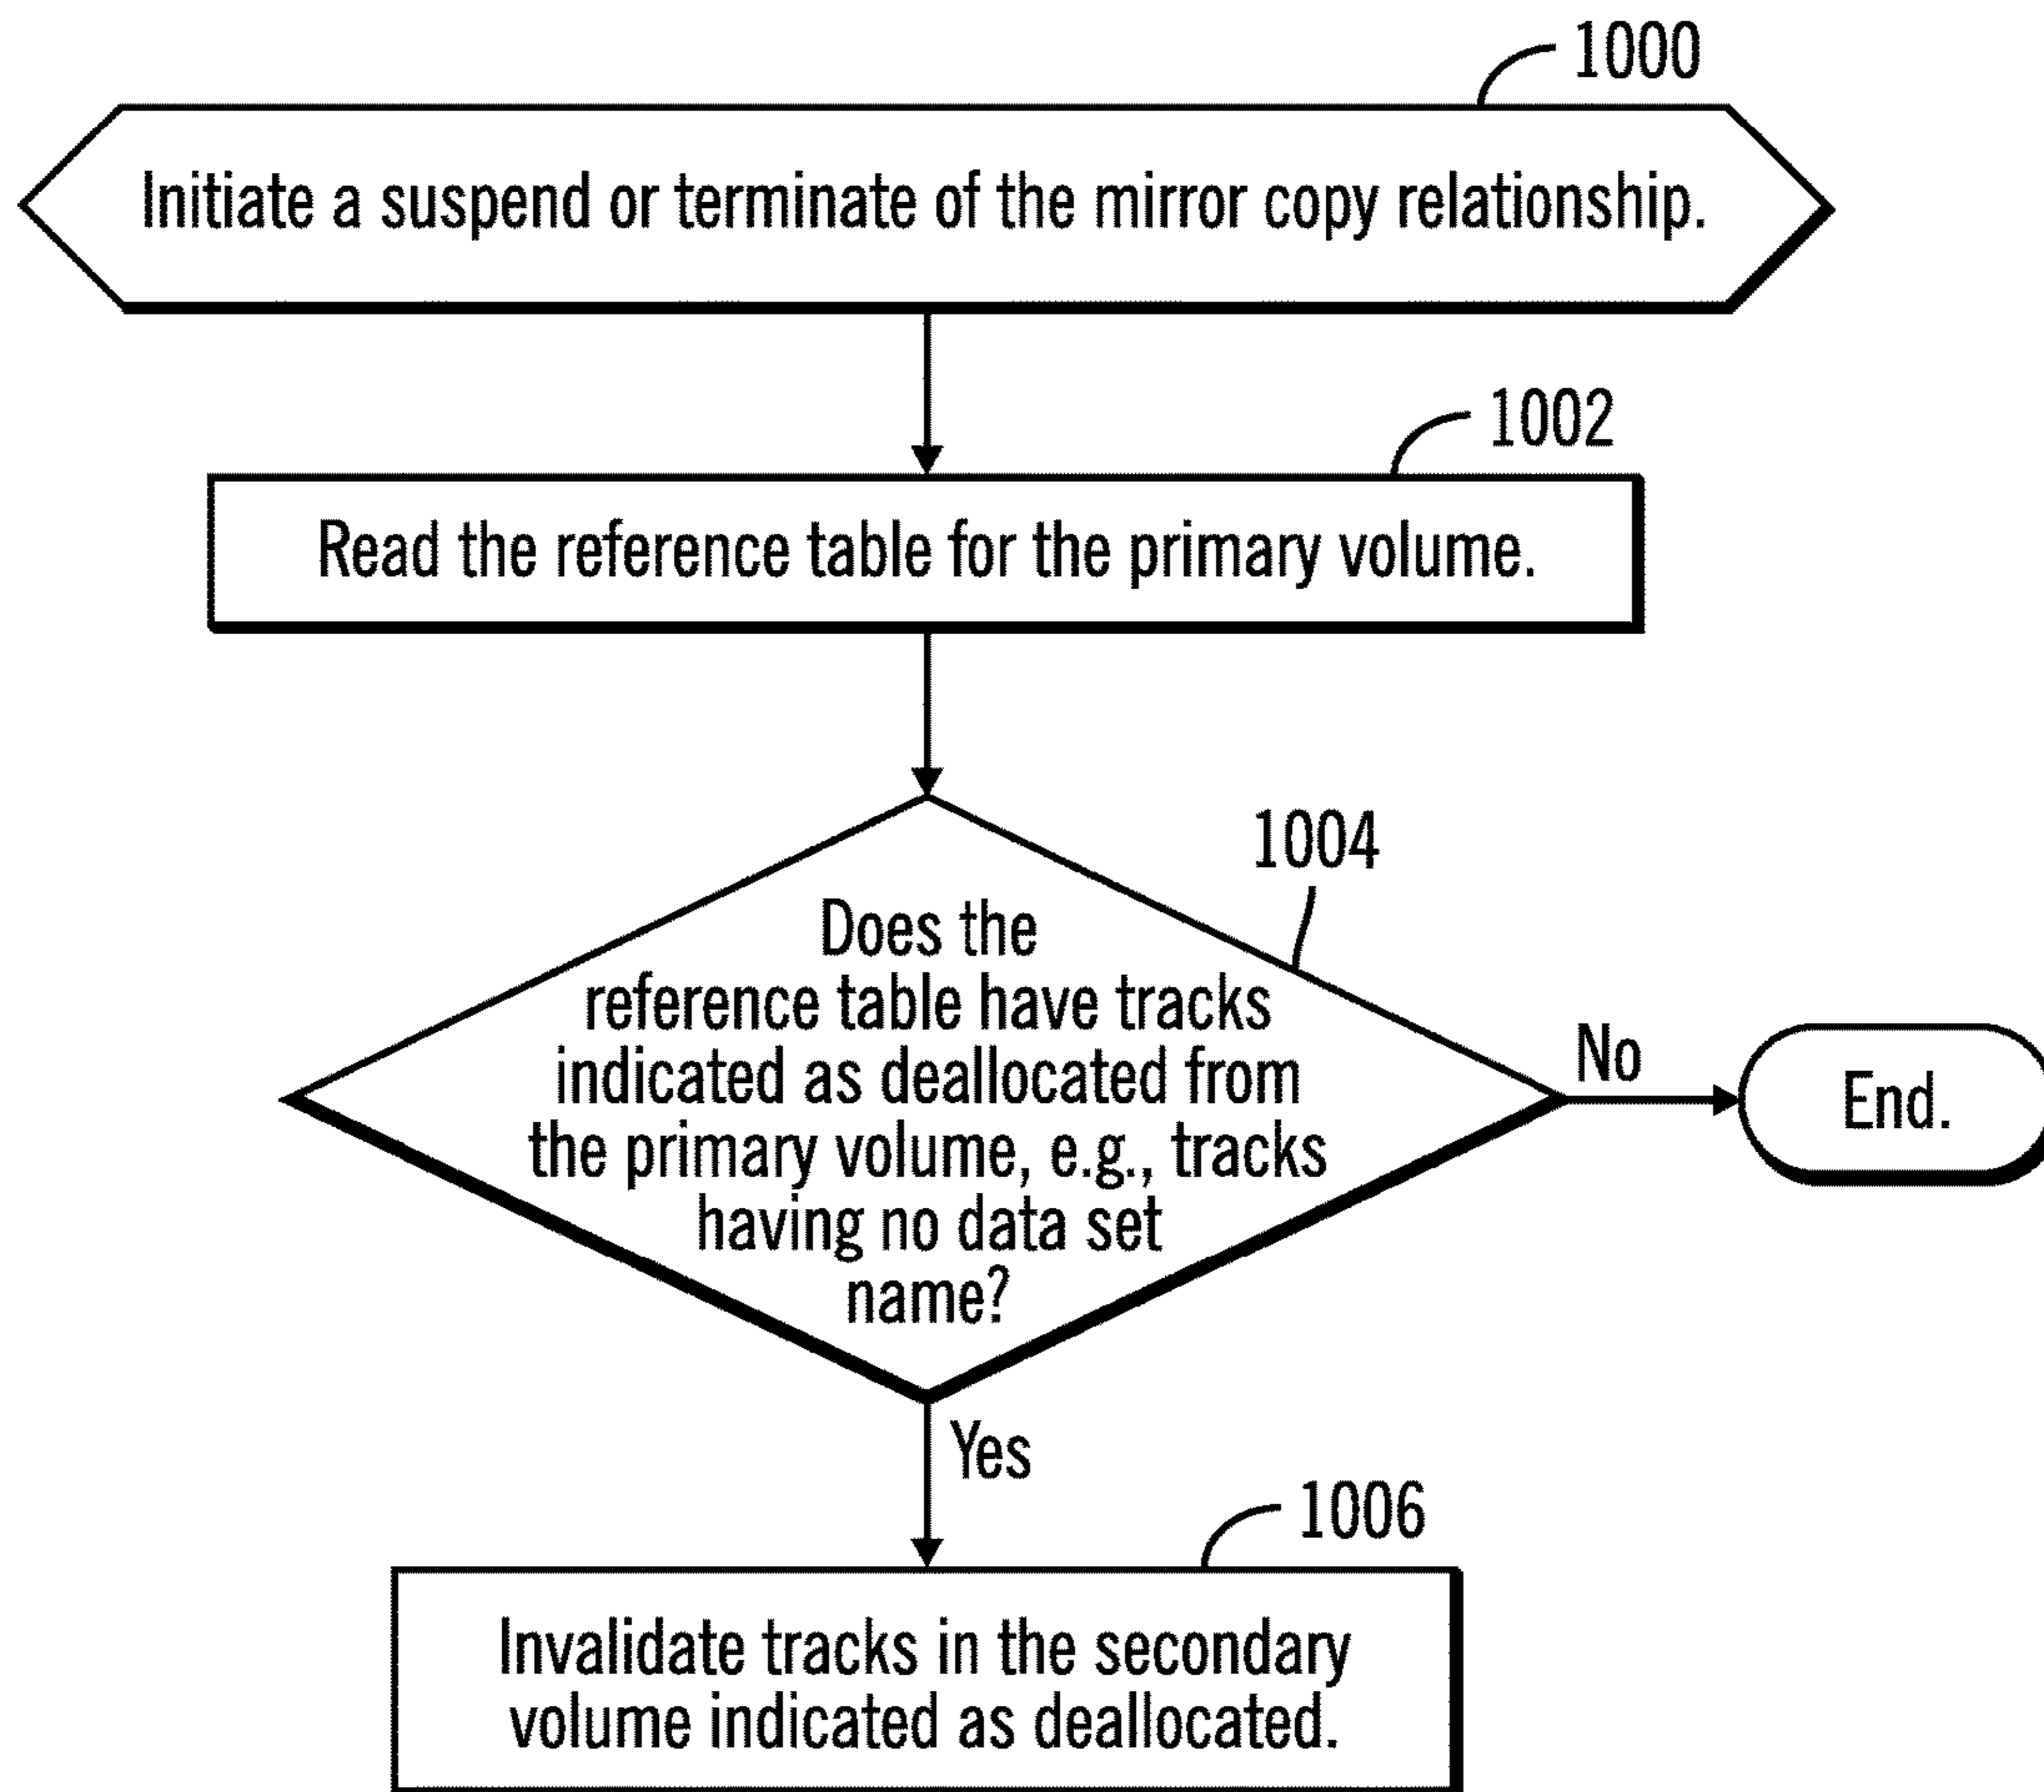 1000
Initiate a suspend or terminate of the mirror copy relationship.
1002
Read the reference table for the primary volume.
1004
Does the
reference table have tracks
indicated as deallocated from
the primary volume, e.g., tracks
having no data set
name?
No
End.
Yes
1006
Invalidate tracks in the secondary
volume indicated as deallocated.